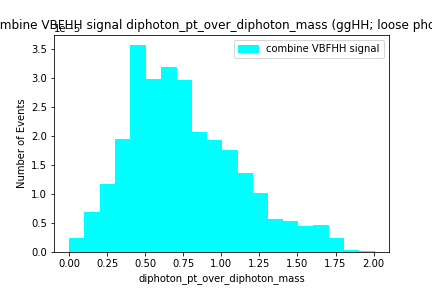 combine VBFHH signal diphoton_pt_over_diphoton_mass (ggHH; loose pho
combine VBFHH signal
Number of Events
3.5
3.0
2.5
2.0
1.5
1.0
0.5
0.0
0.00 0.25 0.50 0.75 1.00 1.25 1.50 1.75 2.00
diphoton_pt_over_diphoton_mass